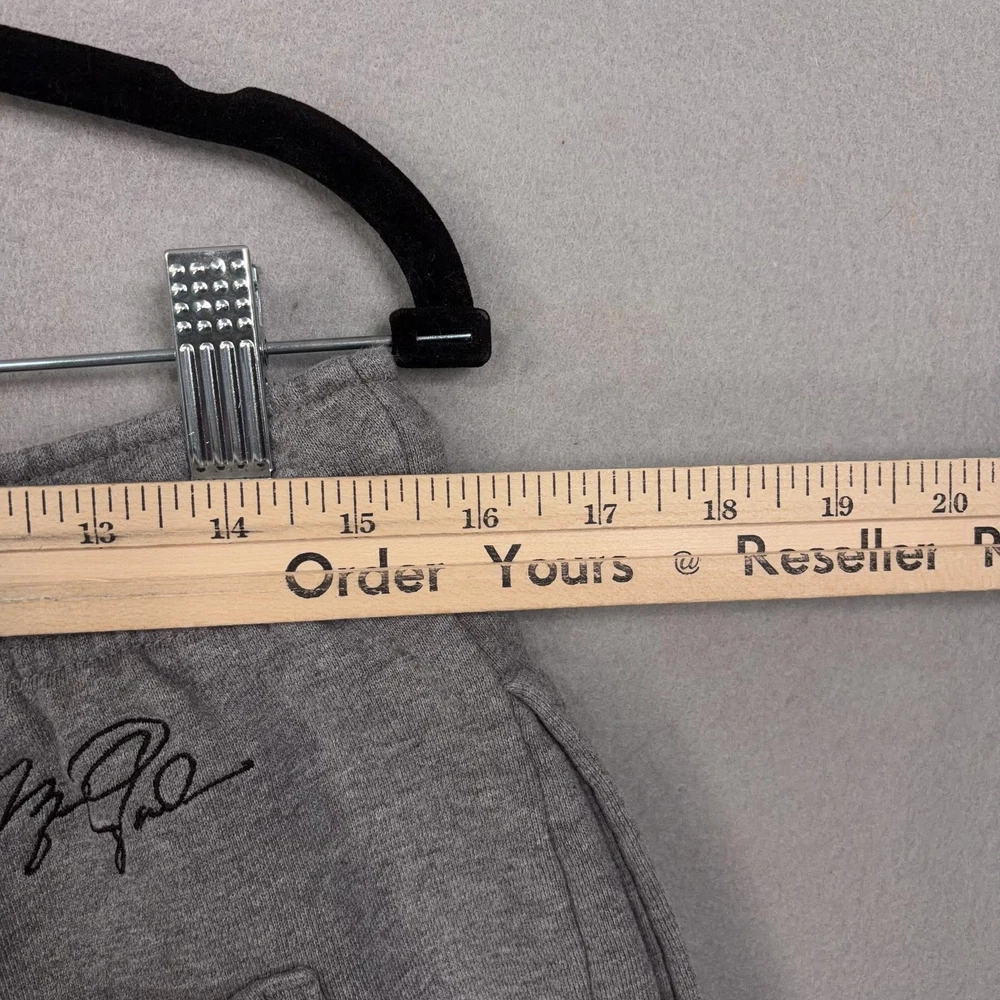 13 14 15 16 17 18 19 20
Order Yours @ Reseller R